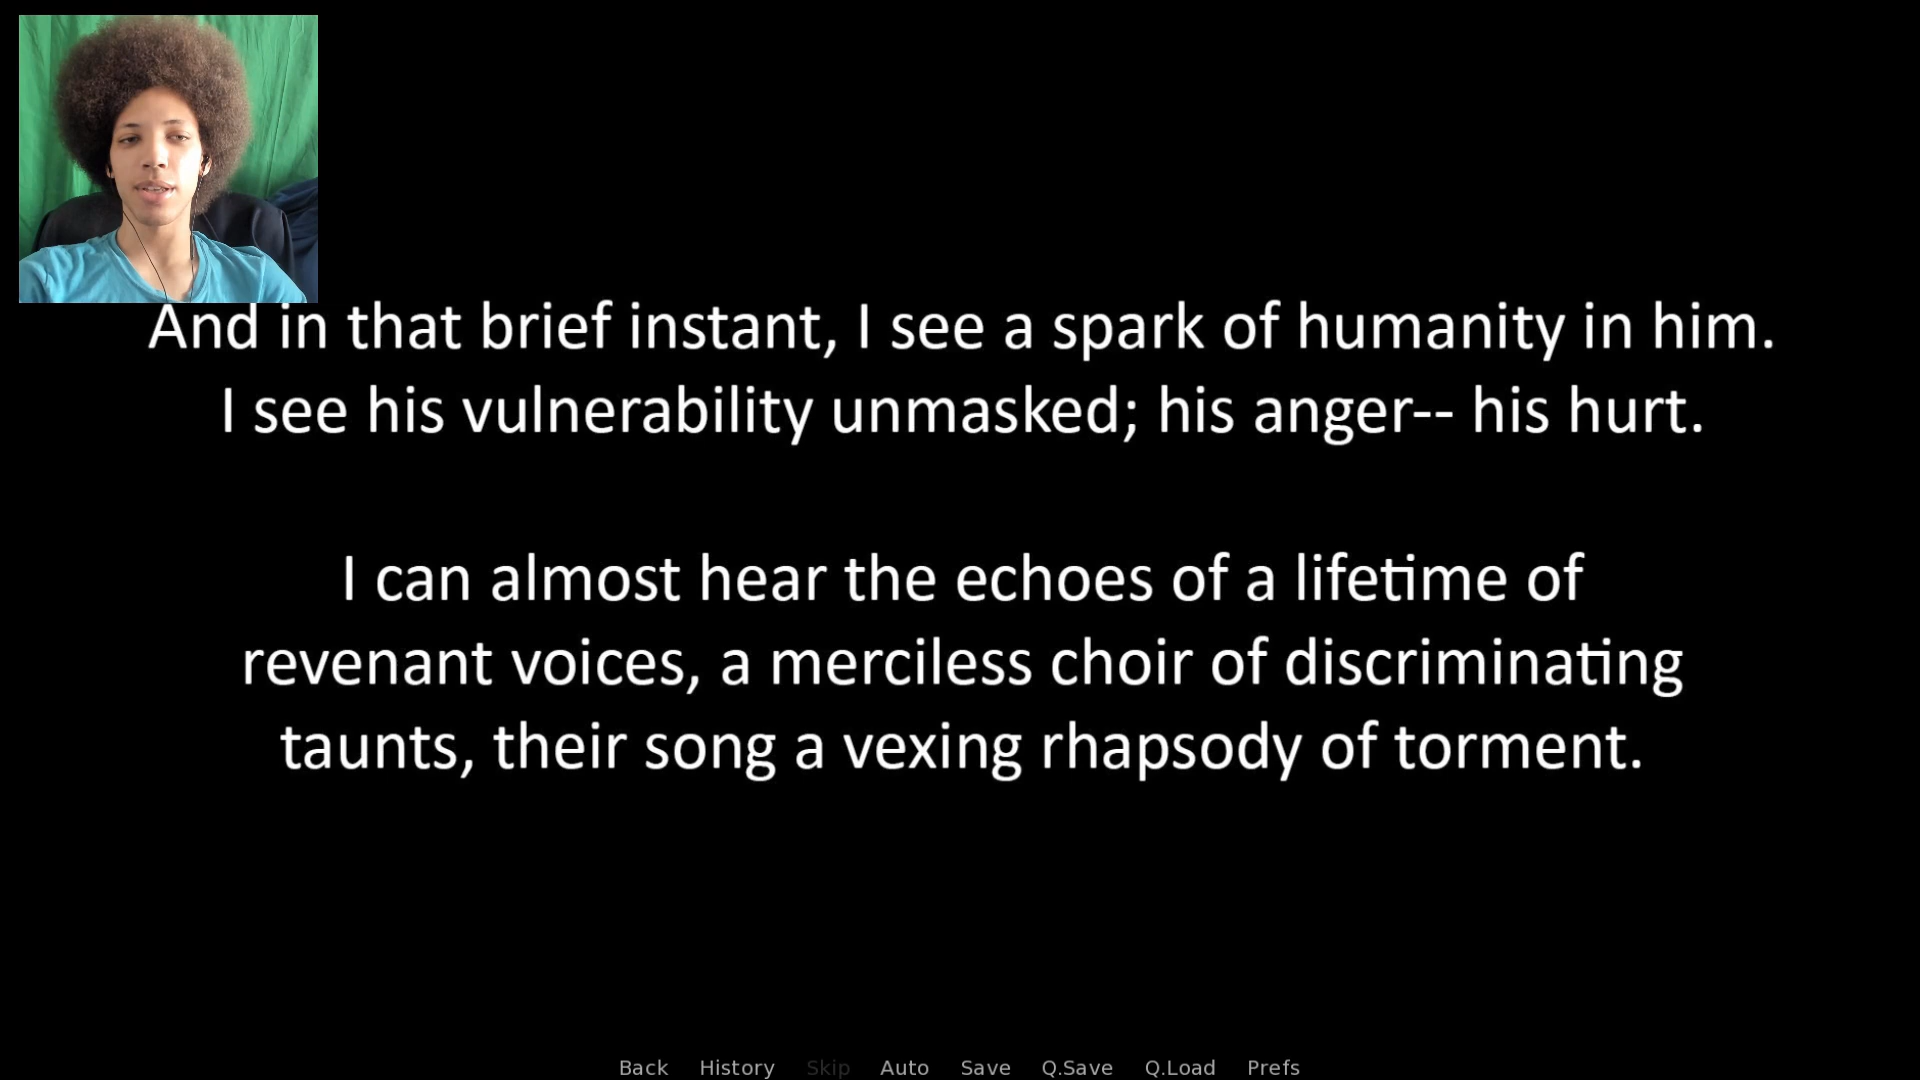 And in that brief instant, I see a spark of humanity in him.
I see his vulnerability unmasked; his anger-- his hurt.
I can almost hear the echoes of a lifetime of
revenant voices, a merciless choir of discriminating
taunts, their song a vexing rhapsody of torment.
Back History Skip Auto Save Q.Save Q.Load Prefs